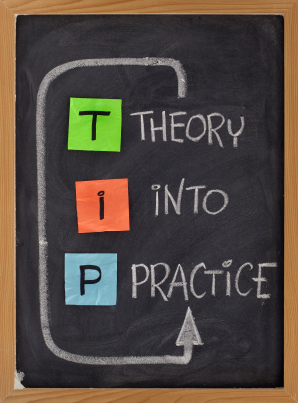 T THEORY
i iNTO
P PRACTiCE